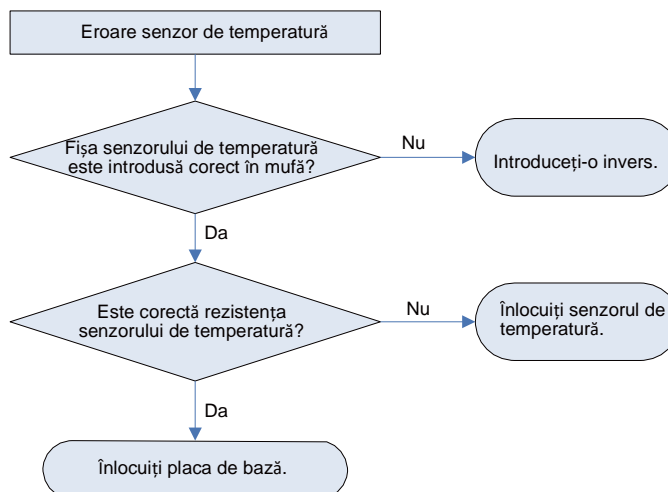 Eroare senzor de temperatură
Fișa senzorului de temperatură
este introdusă corect în mufă?
Nu
Introduceți-o invers.
Da
Este corectă rezistența
senzorului de temperatură?
Nu
Înlocuiți senzorul de
temperatură.
Da
Înlocuiți placa de bază.